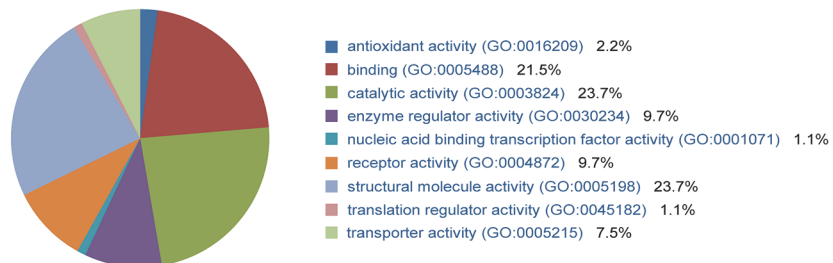 antioxidant activity (GO:0016209) 2.2%
binding (GO:0005488) 21.5%
catalytic activity (GO:0003824) 23.7%
enzyme regulator activity (GO:0030234) 9.7%
nucleic acid binding transcription factor activity (GO:0001071) 1.1%
receptor activity (GO:0004872) 9.7%
structural molecule activity (GO:0005198) 23.7%
translation regulator activity (GO:0045182) 1.1%
transporter activity (GO:0005215) 7.5%